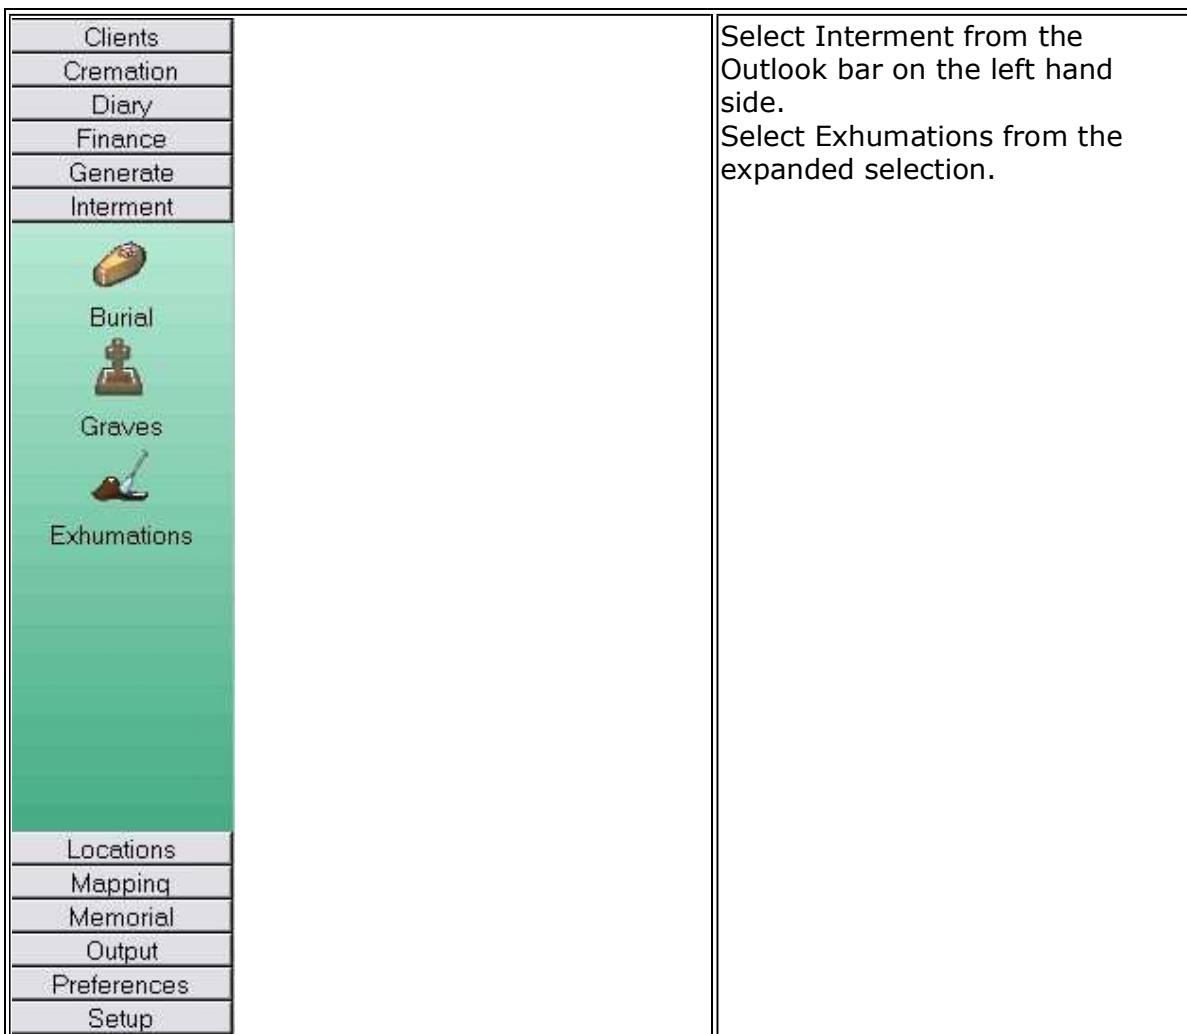 Clients
Cremation
Diary
Finance
Generate
Interment
Burial
Graves
Exhumations
Locations
Mapping
Memorial
Output
Preferences
Setup
Select Interment from the
Outlook bar on the left hand
side.
Select Exhumations from the
expanded selection.